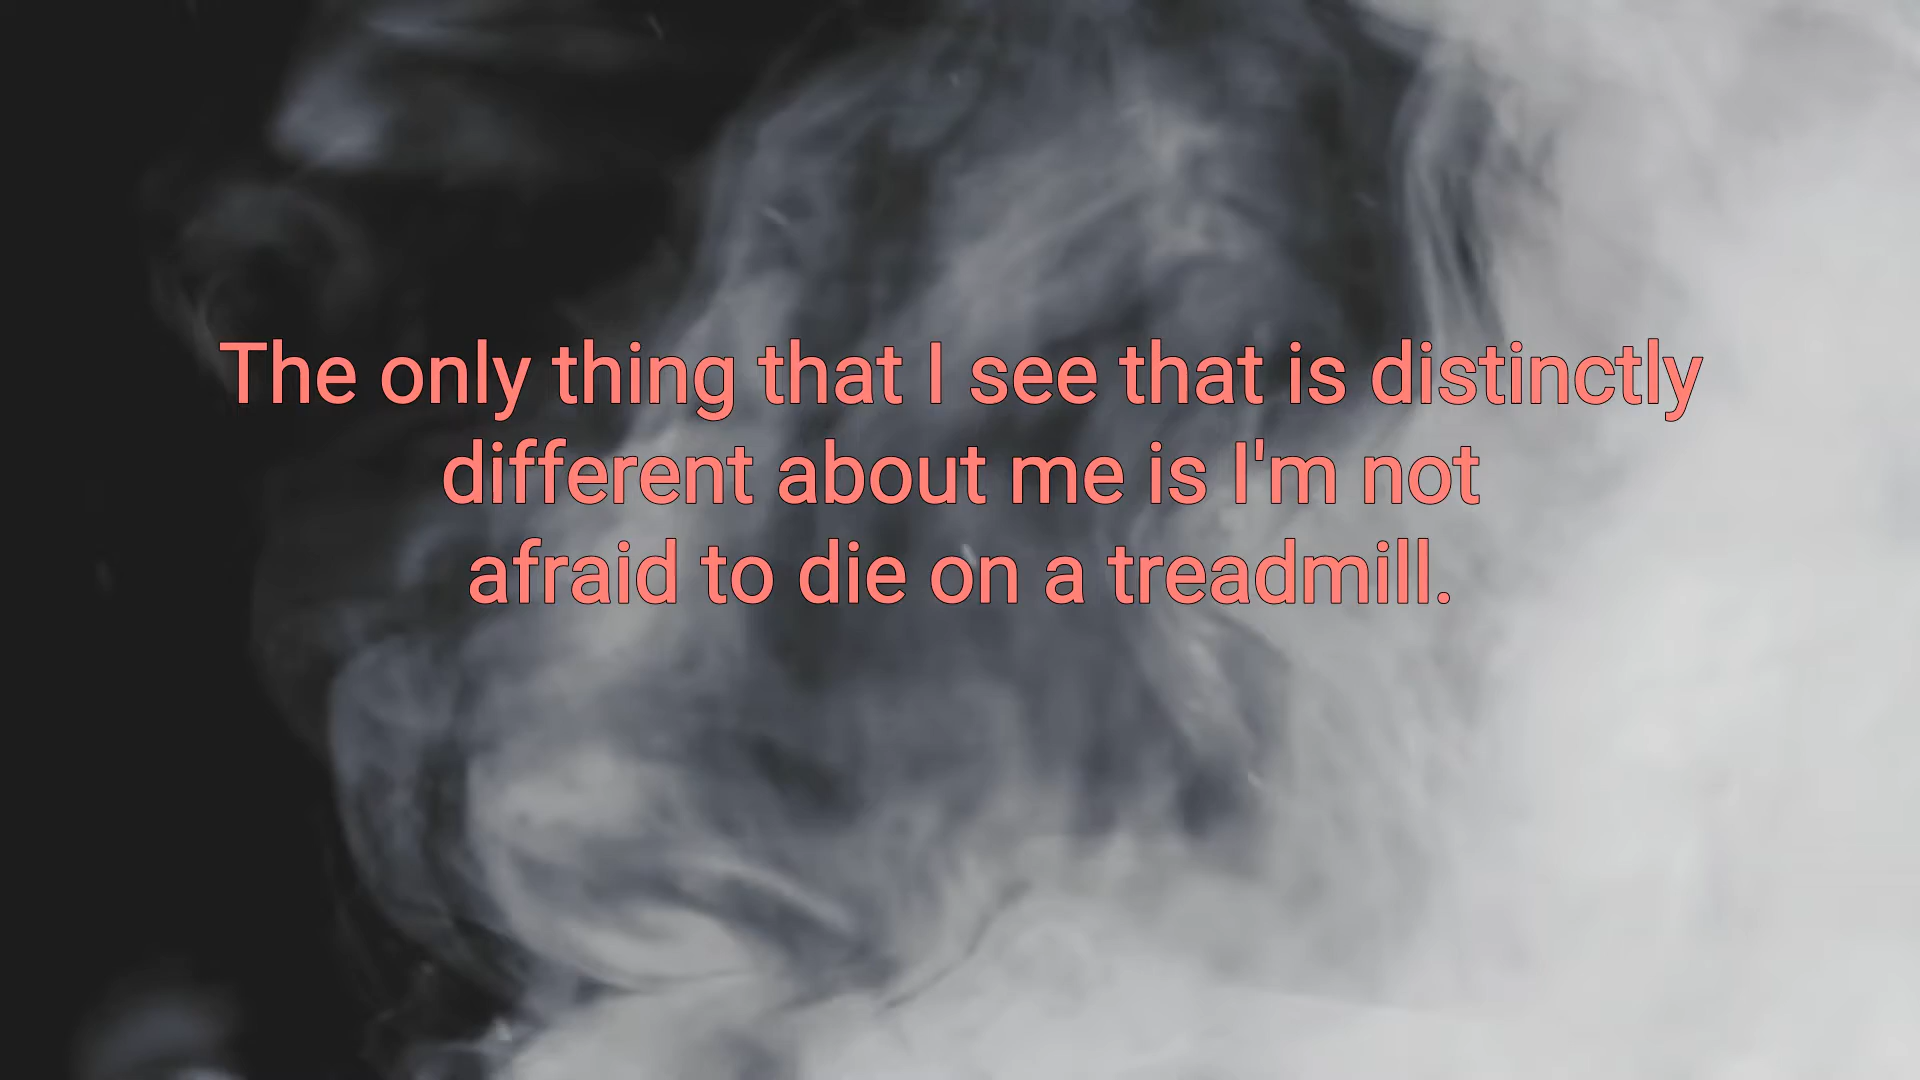 The only thing that I see that is distinctly
different about me is I'm not
afraid to die on a treadmill.